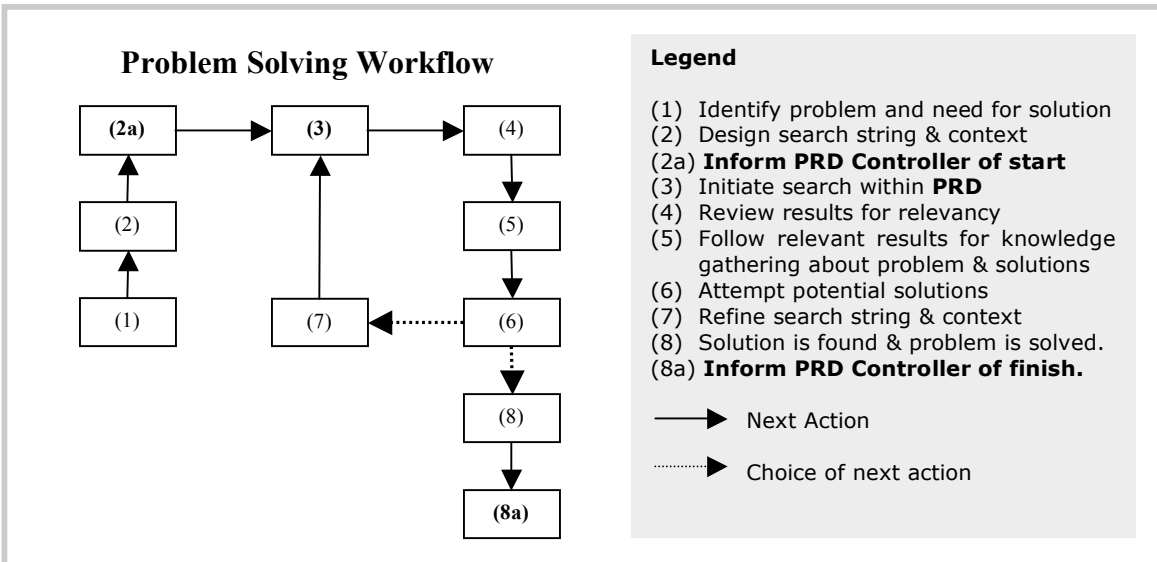 Problem Solving Workflow
(2a)
(3)
(4)
(2)
(5)
(1)
(7)
(6)
(8)
(8a)
Legend
(1) Identify problem and need for solution
(2) Design search string & context
(2a) Inform PRD Controller of start
(3) Initiate search within PRD
(4) Review results for relevancy
(5) Follow relevant results for knowledge
gathering about problem & solutions
(6) Attempt potential solutions
(7) Refine search string & context
(8) Solution is found & problem is solved.
(8a) Inform PRD Controller of finish.
Next Action
Choice of next action